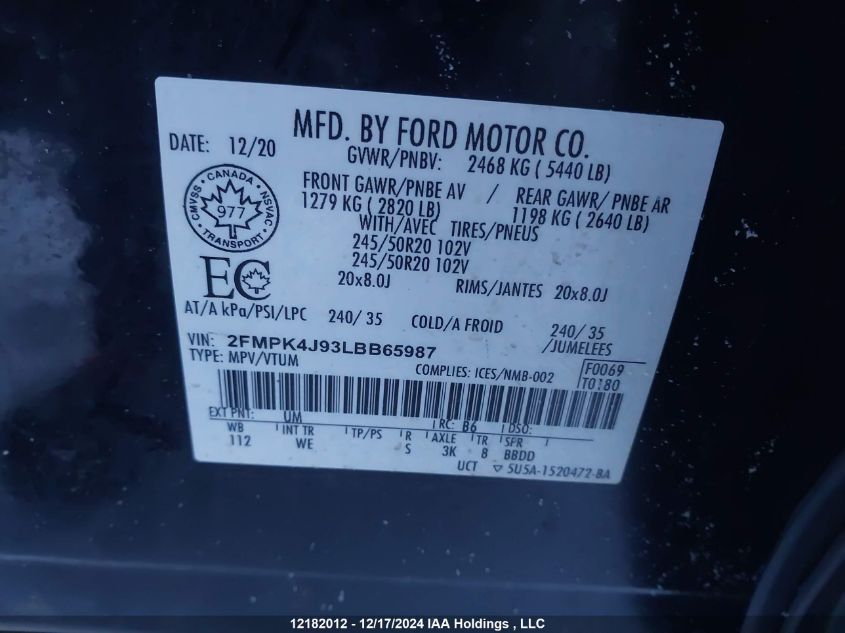 MFD. BY FORD MOTOR CO.
DATE: 12/20
GVWR/PNBV: 2468 KG ( 5440 LB)
FRONT GAWR/PNBE AV / REAR GAWR/ PNBE AR
1279 KG ( 2820 LB) 1198 KG ( 2640 LB)
WITH/AVEC TIRES/PNEUS
245/50R20 102V
245/50R20 102V
20x8.0J RIMS/JANTES 20x8.0J
CANADA
CMVSS NSVAC
977
TRANSPORT
EC
AT/A kPa/PSI/LPC 240/ 35 COLD/A FROID 240/ 35
/JUMELEES
VIN: 2FMPK4J93LBB65987
TYPE: MPV/VTUM
COMPLIES: ICES/NMB-002
F0069
T0180
EXT PNT: UM RC: B6 DSO:
WB INT TR TP/PS R AXLE TR SPR
112 WE S 3K 8 BBDD
UCT ▽ 5U5A-1520472-BA
12182012 - 12/17/2024 IAA Holdings , LLC